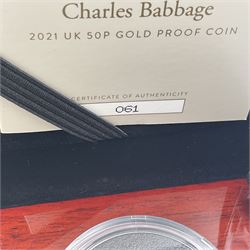 Charles Babbage
2021 UK 50P GOLD PROOF COIN
CERTIFICATE OF AUTHENTICITY
061